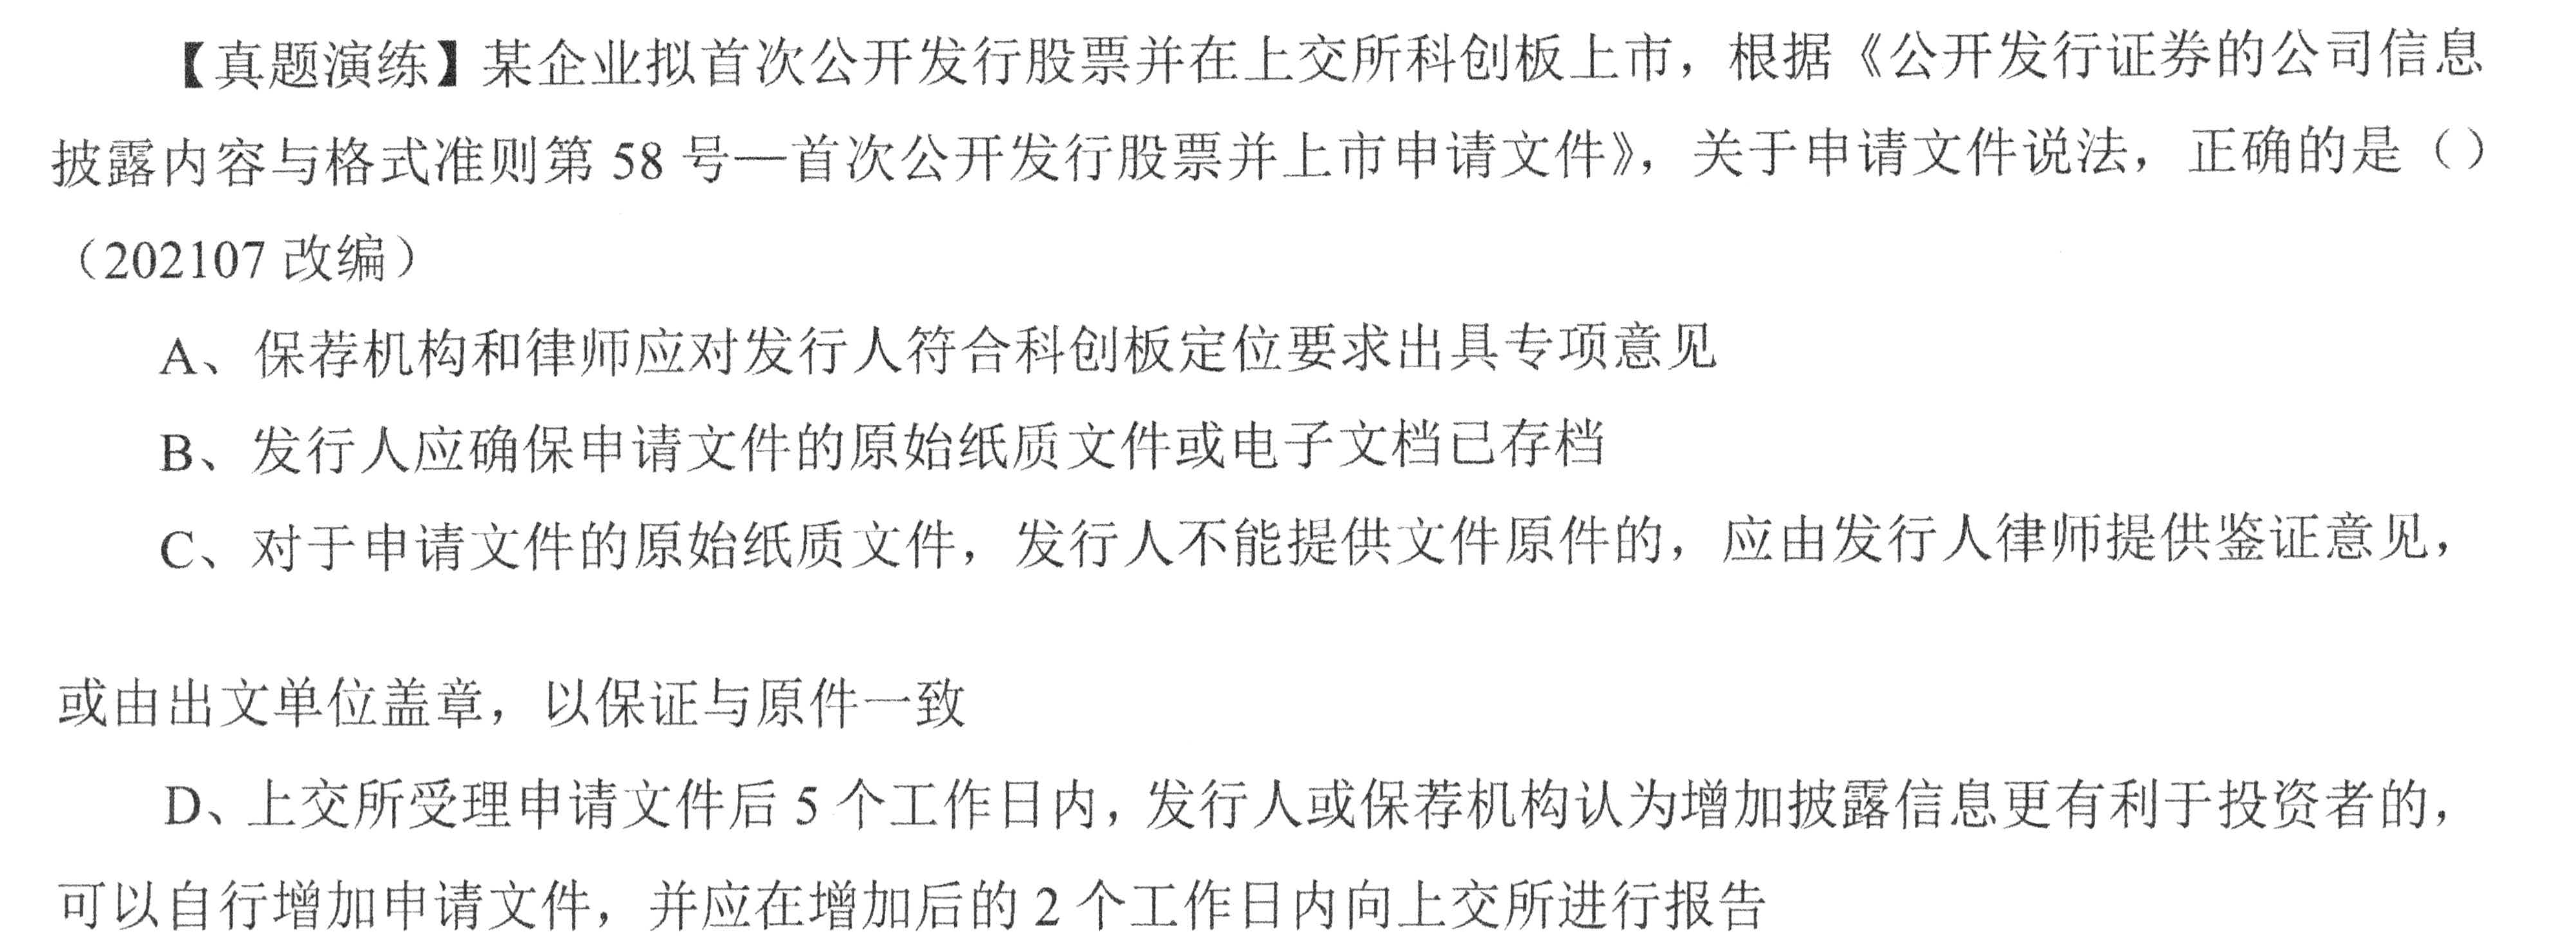 【真题演练】某企业拟首次公开发行股票并在上交所科创板上市，根据《公开发行证券的公司信息
披露内容与格式准则第 58 号—首次公开发行股票并上市申请文件》，关于申请文件说法，正确的是（）
（202107 改编）
A、保荐机构和律师应对发行人符合科创板定位要求出具专项意见
B、发行人应确保申请文件的原始纸质文件或电子文档已存档
C、对于申请文件的原始纸质文件，发行人不能提供文件原件的，应由发行人律师提供鉴证意见，
或由出文单位盖章，以保证与原件一致
D、上交所受理申请文件后 5 个工作日内，发行人或保荐机构认为增加披露信息更有利于投资者的，
可以自行增加申请文件，并应在增加后的 2 个工作日内向上交所进行报告